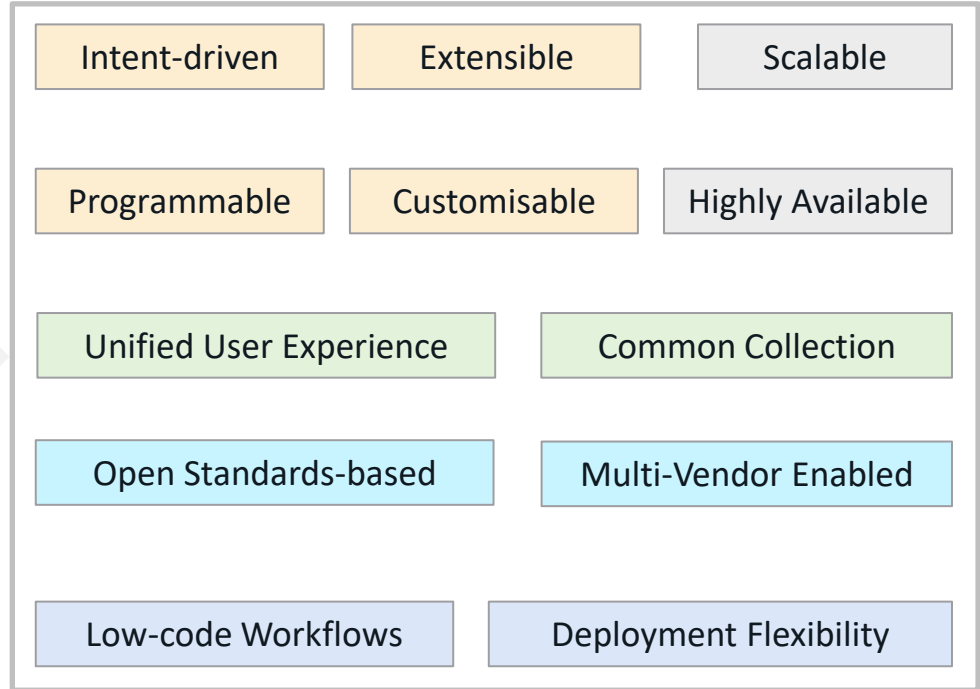 Intent-driven
Extensible
Scalable
Programmable
Customisable
Highly Available
Unified User Experience
Common Collection
Open Standards-based
Multi-Vendor Enabled
Low-code Workflows
Deployment Flexibility